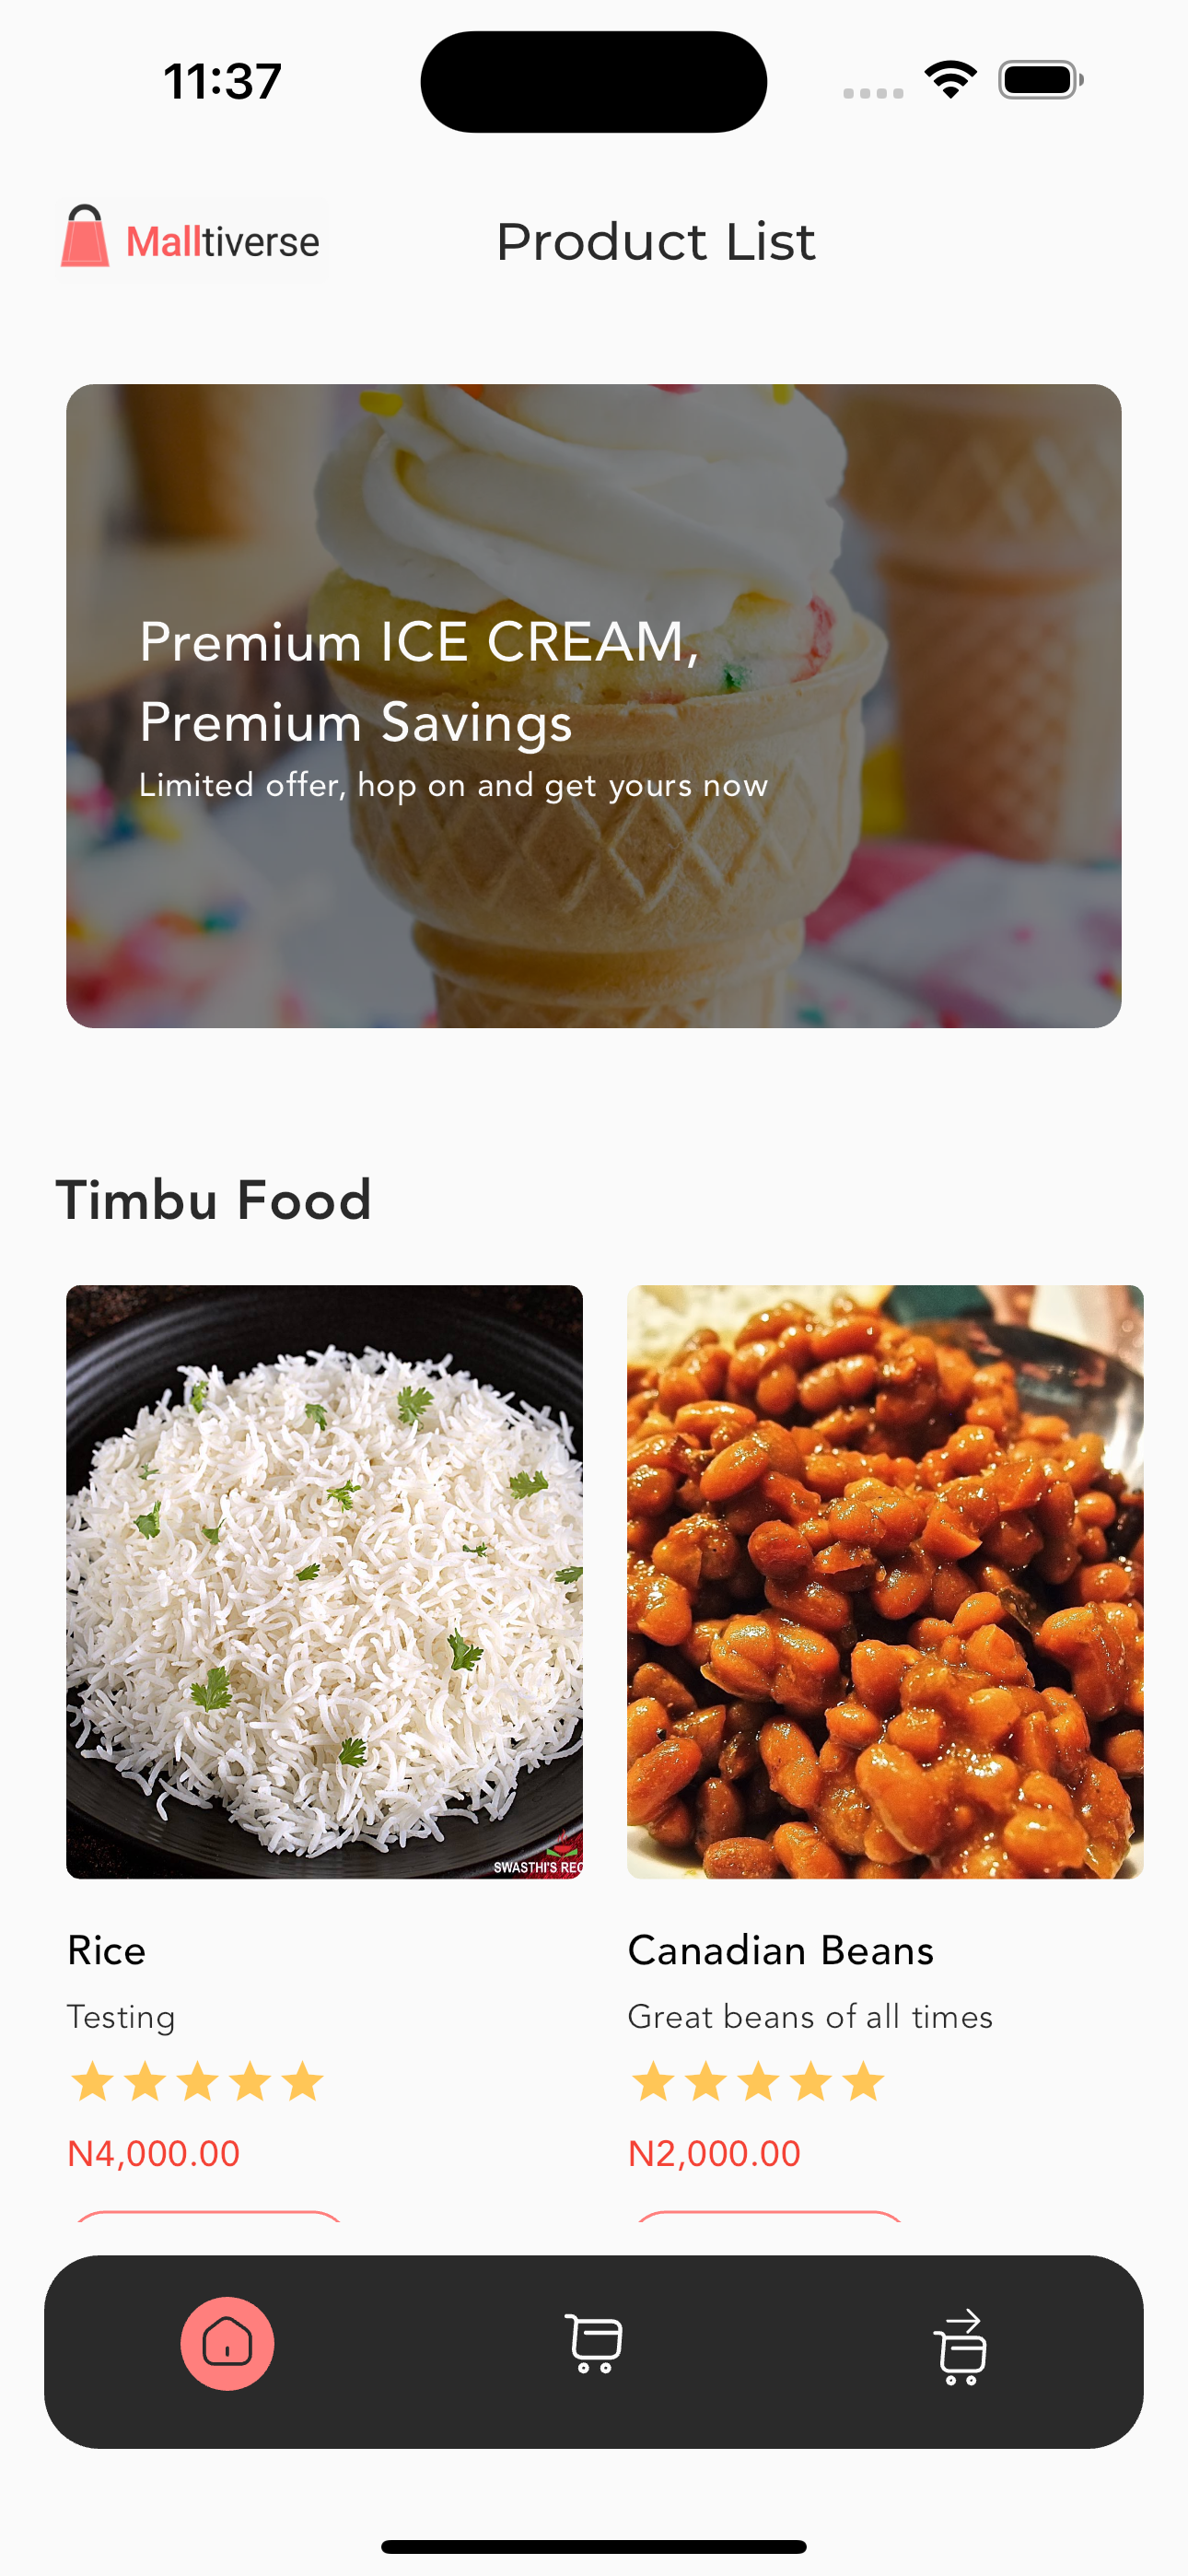 11:37
Malltiverse
Product List
Premium ICE CREAM,
Premium Savings
Limited offer, hop on and get yours now
Timbu Food
SWASTHI'S REC
Rice
Canadian Beans
Testing
Great beans of all times
N4,000.00
N2,000.00